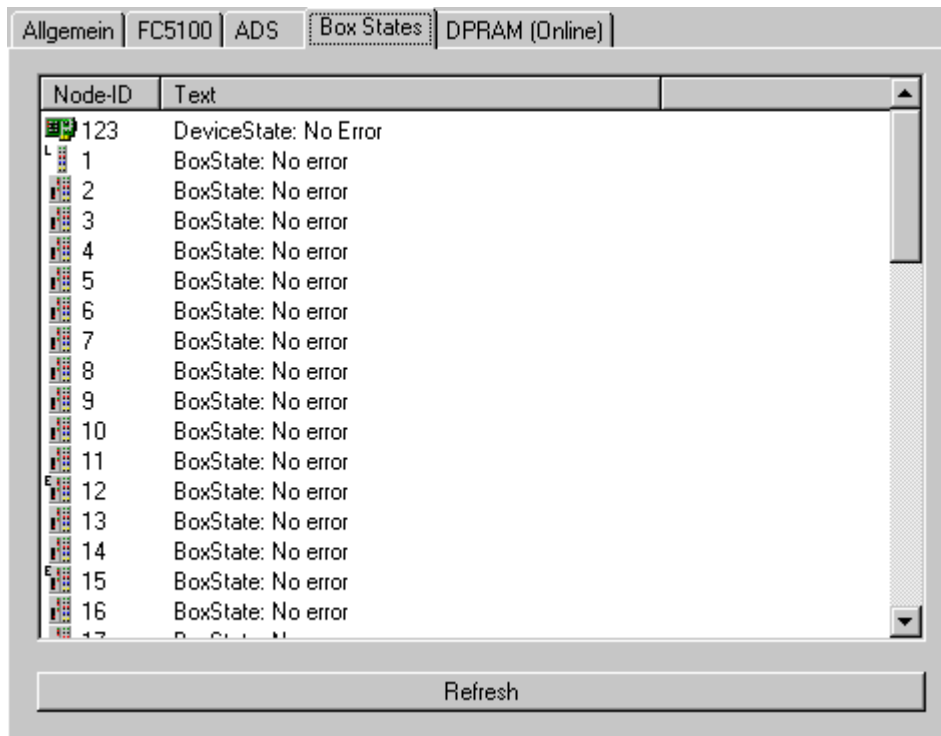 Allgemein FC5100 ADS Box States DPRAM (Online)
Node-ID Text
123 DeviceState: No Error
L 1 BoxState: No error
2 BoxState: No error
3 BoxState: No error
4 BoxState: No error
5 BoxState: No error
6 BoxState: No error
7 BoxState: No error
8 BoxState: No error
9 BoxState: No error
10 BoxState: No error
11 BoxState: No error
E 12 BoxState: No error
13 BoxState: No error
14 BoxState: No error
E 15 BoxState: No error
16 BoxState: No error
17
Refresh